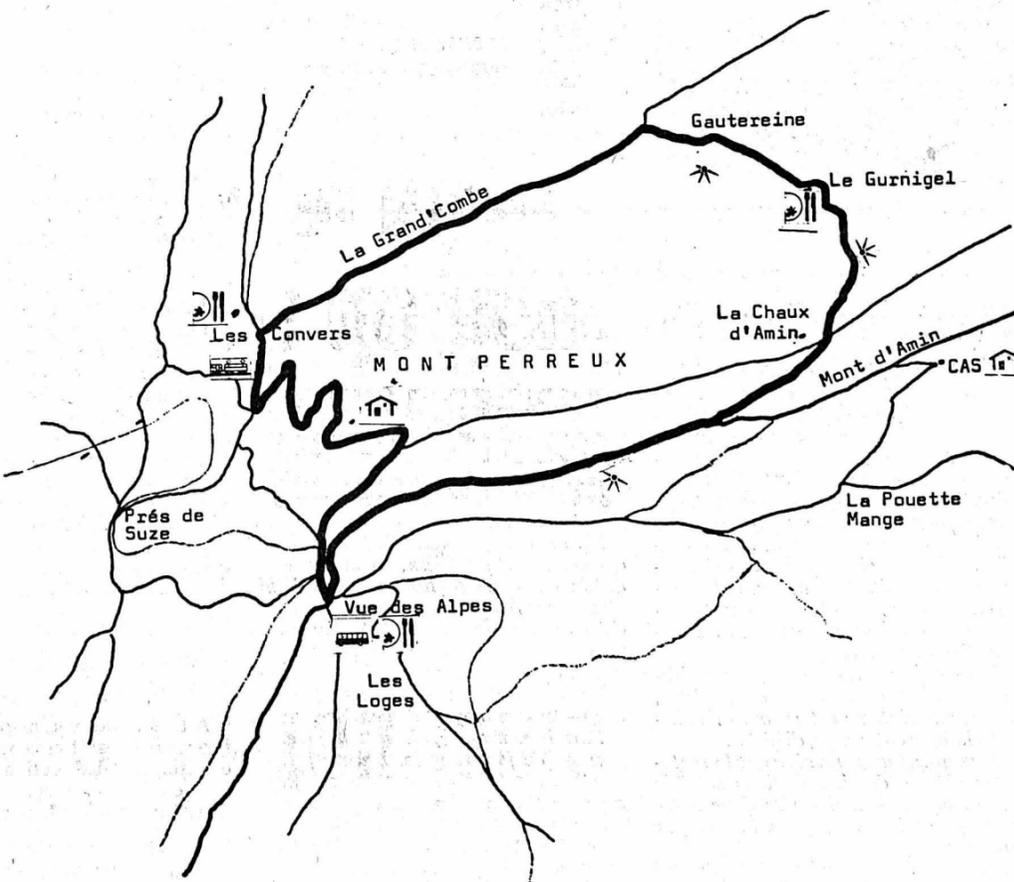 Gautereine
Le Gurnigel
La Grand'Combe
La Chaux
d'Amin
Les Convers
MONT PERREUX
Mont d'Amin
CAS
La Pouette
Mange
Prés de
Suze
Vue des Alpes
Les
Loges